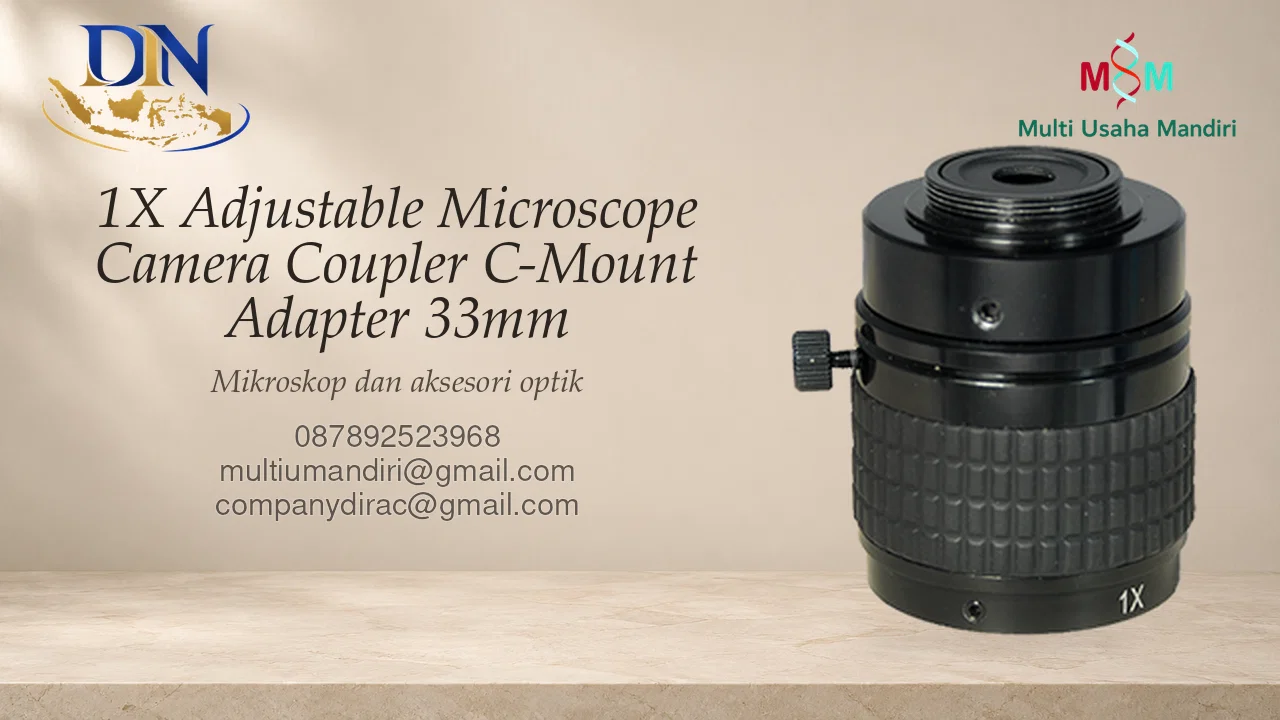 DN
M M
Multi Usaha Mandiri
1X Adjustable Microscope
Camera Coupler C-Mount
Adapter 33mm
Mikroskop dan aksesori optik
087892523968
multiumandiri@gmail.com
companydirac@gmail.com
1X